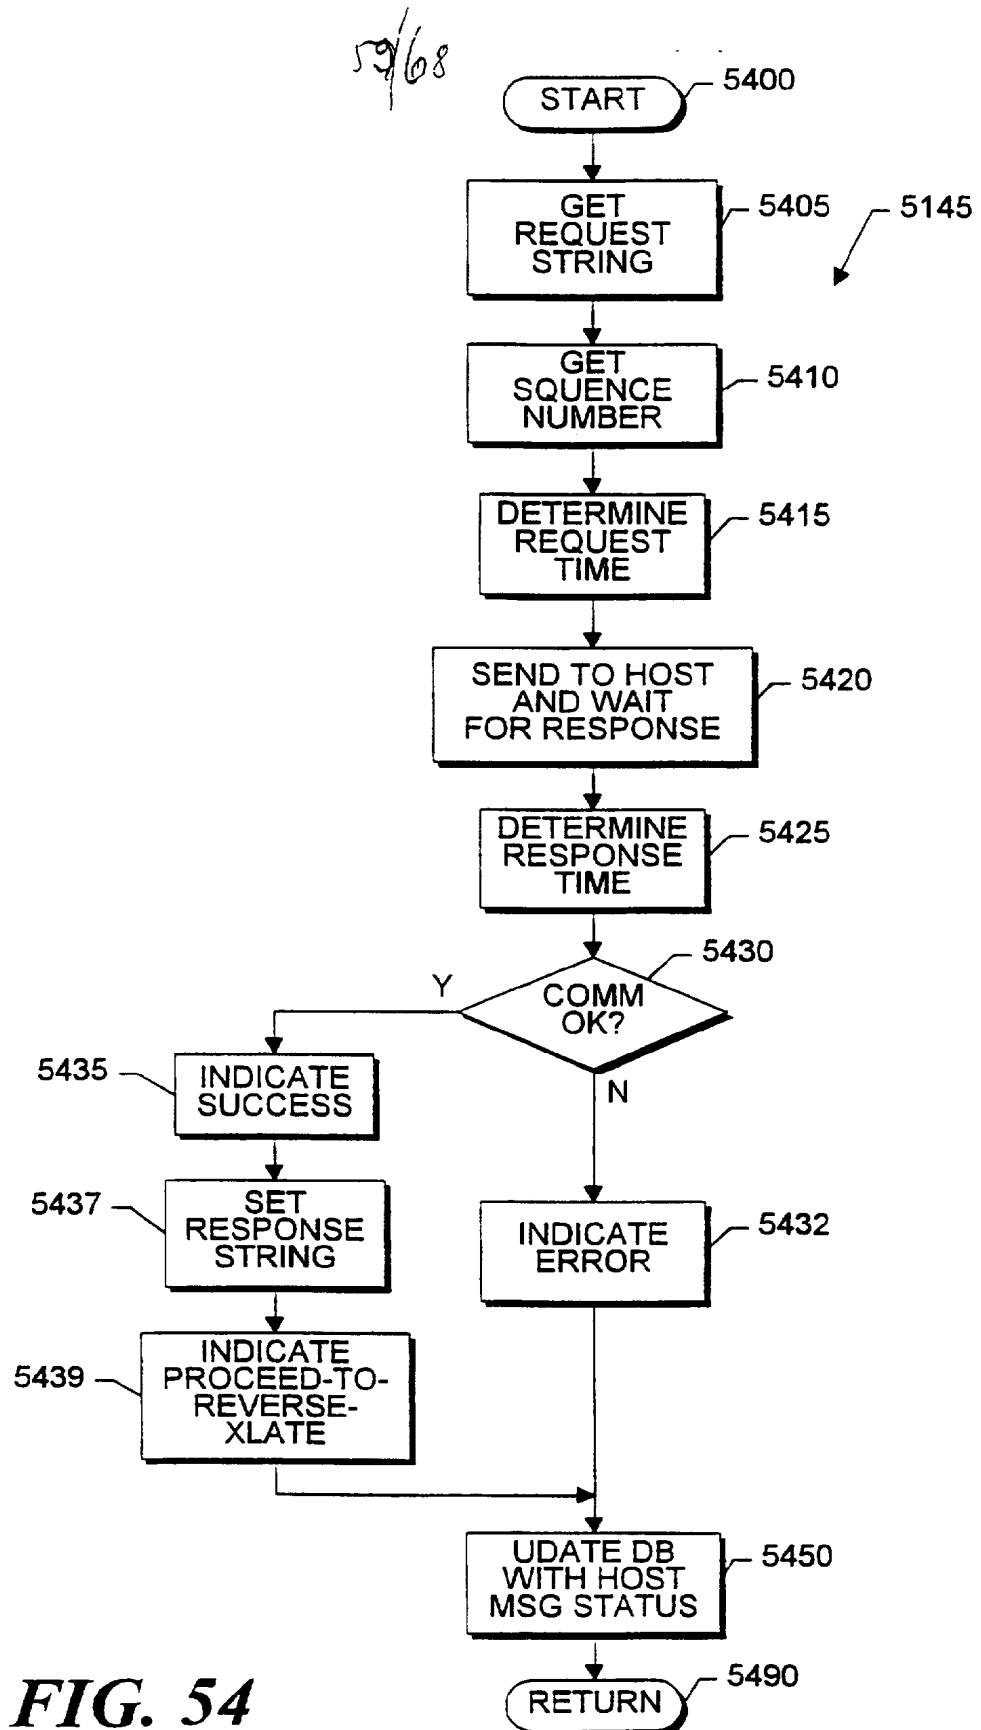 59/68
START
5400
GET
REQUEST
STRING
5405
5145
GET
SQUENCE
NUMBER
5410
DETERMINE
REQUEST
TIME
5415
SEND TO HOST
AND WAIT
FOR RESPONSE
5420
DETERMINE
RESPONSE
TIME
5425
COMM
OK?
5430
Y
N
5435
INDICATE
SUCCESS
5437
SET
RESPONSE
STRING
INDICATE
ERROR
5432
5439
INDICATE
PROCEED-TO-
REVERSE-
XLATE
UDATE DB
WITH HOST
MSG STATUS
5450
RETURN
5490
FIG. 54